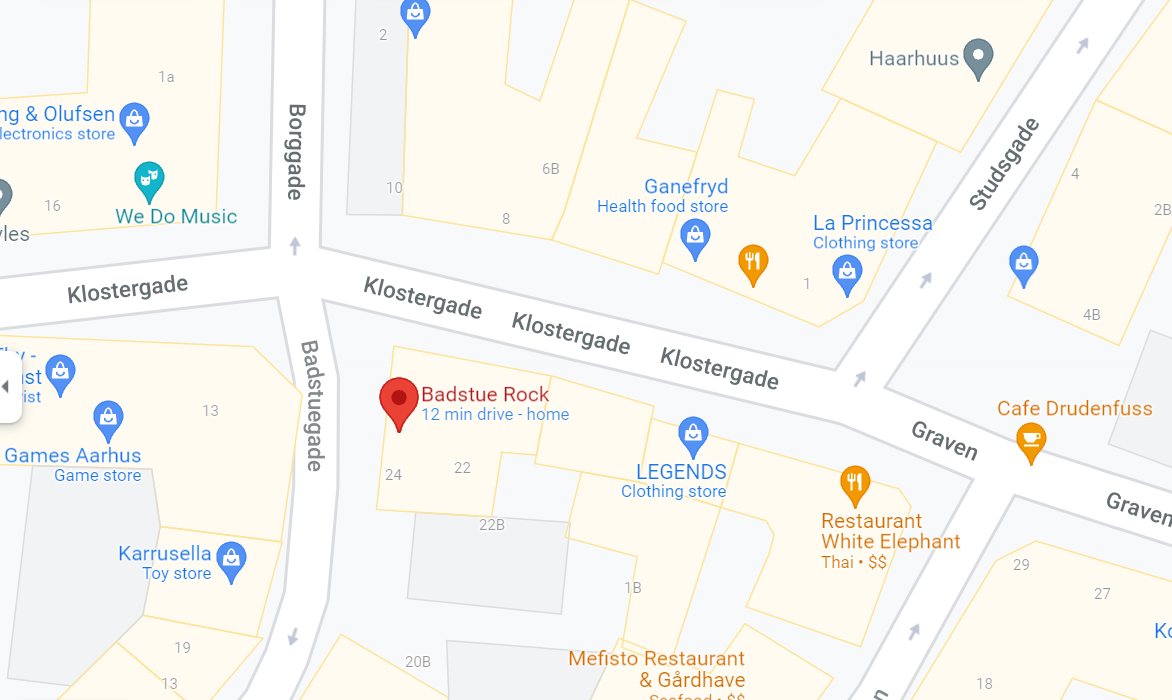 2
Haarhuus
1a
ng & Olufsen
lectronics store
Borggade
Studsgade
6B
4
10
Ganefryd
Health food store
16
We Do Music
8
La Princessa
Clothing store
2B
yles
Klostergade
Klostergade
1
Klostergade
4B
Klostergade
Badstuegade
ist
13
Badstue Rock
12 min drive - home
Cafe Drudenfuss
Graven
Games Aarhus
Game store
24
22
LEGENDS
Clothing store
Graven
22B
Restaurant
White Elephant
Thai • $$
Karrusella
Toy store
29
1B
27
19
20B
Mefisto Restaurant
& Gårdhave
Seafood • $$
13
18